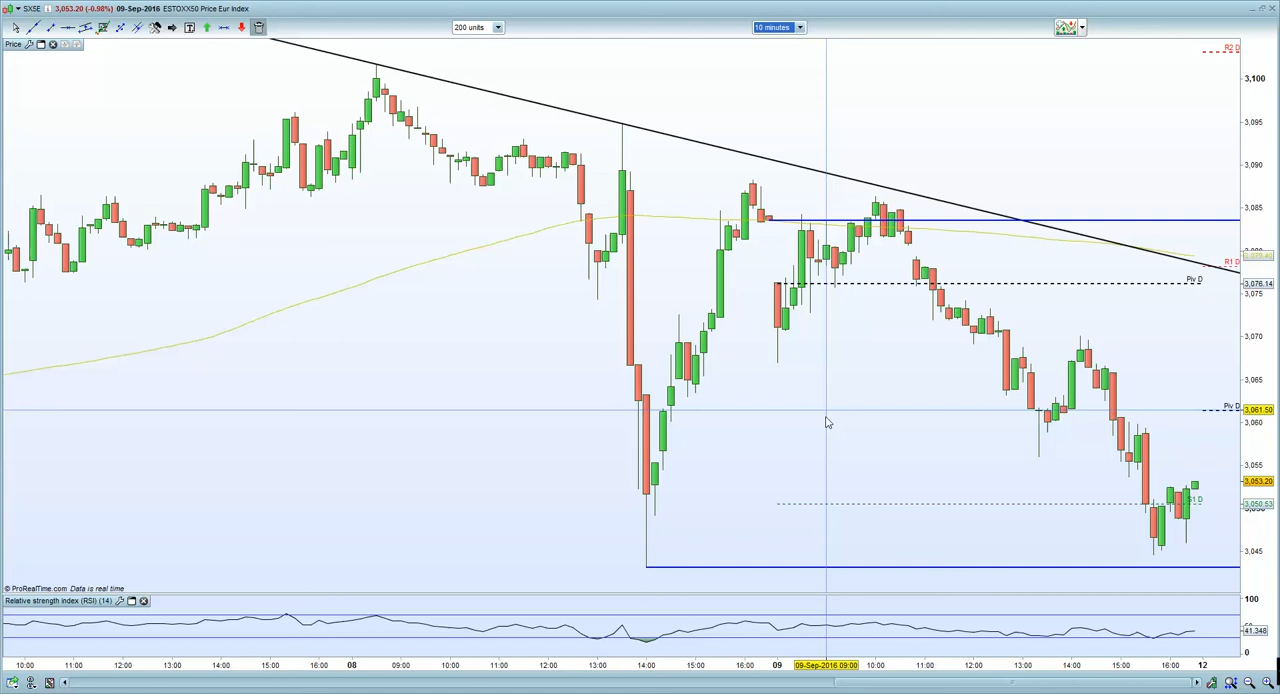 SX5E 3,053.20 (-0.98%) 09-Sep-2016 ESTOXX50 Price Eur Index
200 units
10 minutes
Price
R2 D
3,100
3,095
3,090
3,085
R1 D
Piv D
3,076.14
3,075
3,070
3,065
Piv D
3,061.50
3,060
3,055
3,053.20
S1 D
3,050.53
3,045
© ProRealTime.com Data is real time
Relative strength index (RSI) (14)
100
41.348
0
10:00 11:00 12:00 13:00 14:00 15:00 16:00 08 09:00 10:00 11:00 12:00 13:00 14:00 15:00 16:00 09 09-Sep-2016 09:00 10:00 11:00 12:00 13:00 14:00 15:00 16:00 12